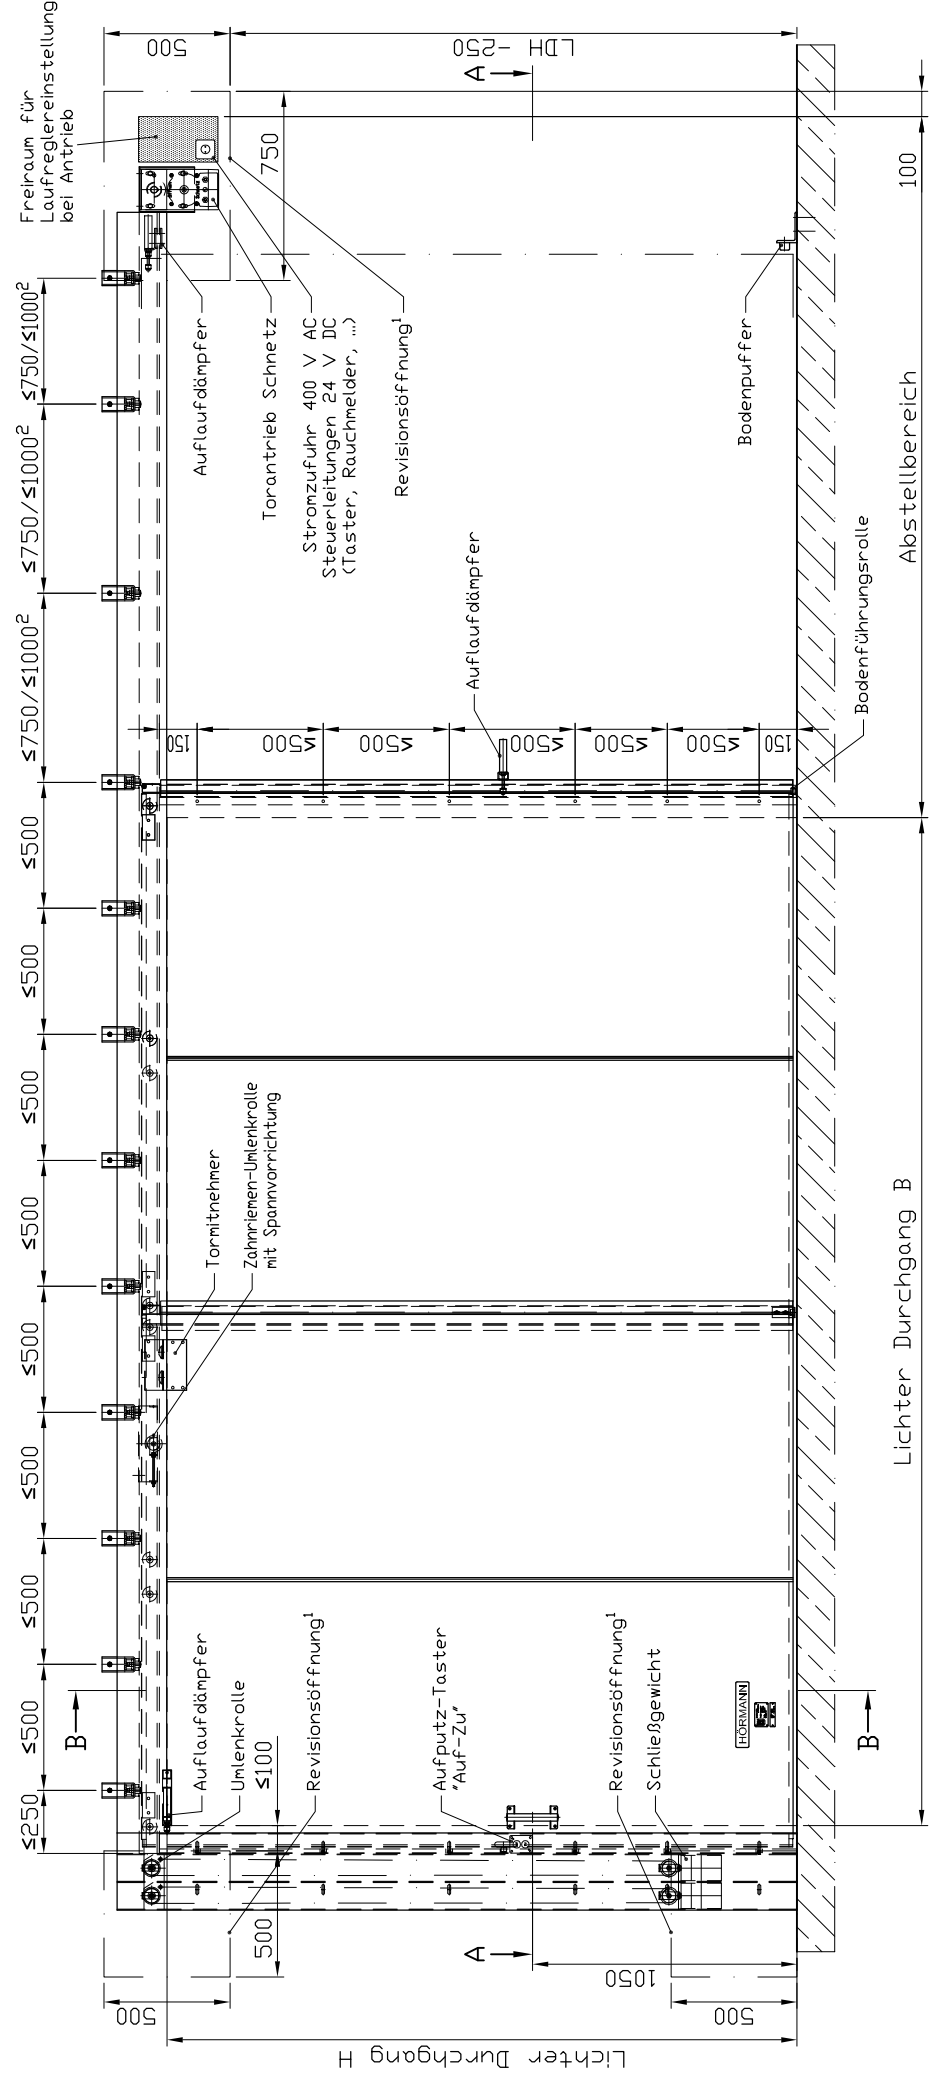 ≤250
≤500
≤500
≤500
≤500
≤500
≤500
≤500
≤500
≤750/≤1000²
≤750/≤1000²
≤750/≤1000²
Freiraum für
Laufreglereinstellung
bei Antrieb
B
Auflaufdämpfer
Umlenkrolle
≤100
Revisionsöffnung¹
500
500
Tormitnehmer
Zahnriemen-Umlenkrolle
mit Spannvorrichtung
Auflaufdämpfer
Torantrieb Schnetz
Stromzufuhr 400 V AC
Steuerleitungen 24 V DC
(Taster, Rauchmelder, ...)
Revisionsöffnung¹
750
500
LDH -250
A
150
≤500
≤500
≤500
≤500
≤500
150
Auflaufdämpfer
Bodenpuffer
Bodenführungsrolle
Aufputz-Taster
"Auf-Zu"
A
1050
Revisionsöffnung¹
Schließgewicht
500
HÖRMANN
B
Lichter Durchgang H
Lichter Durchgang B
Abstellbereich
100